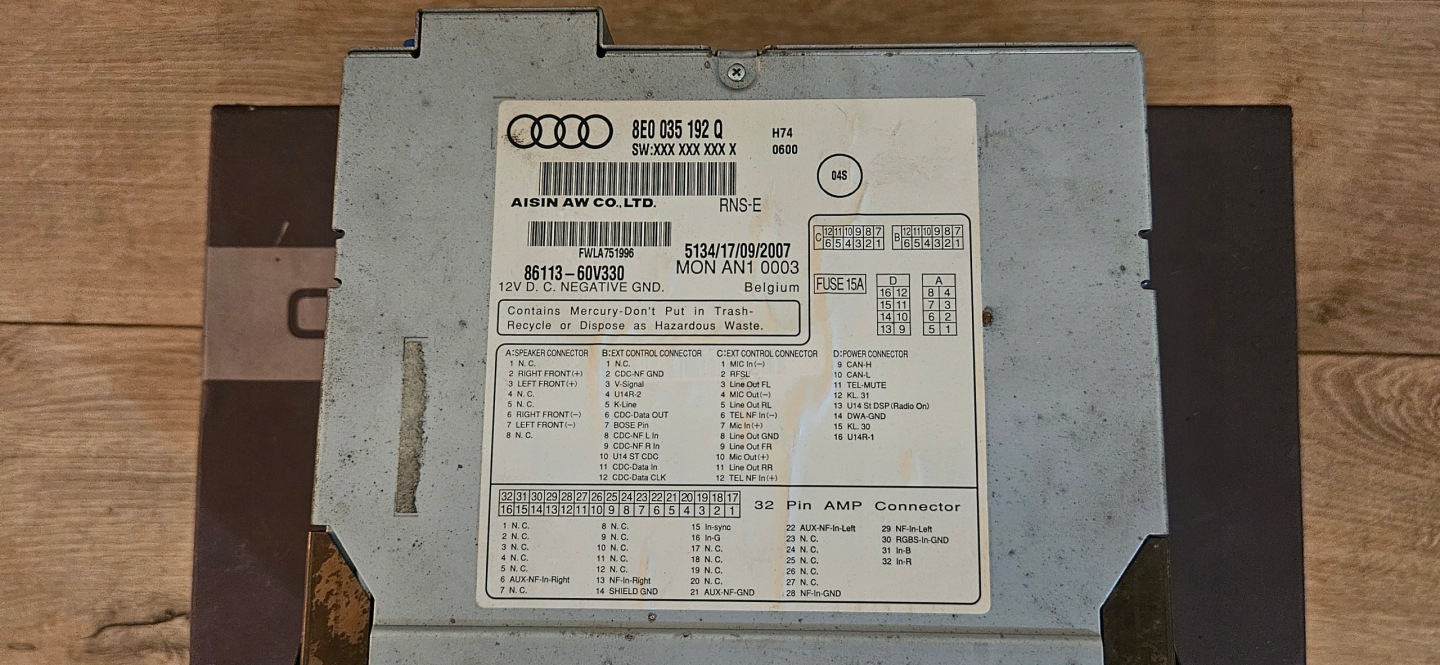 8E0 035 192 Q
SW:XXX XXX XXX X
H74
0600
04S
AISIN AW CO.,LTD.
RNS-E
FWLA751996
86113-60V330
5134/17/09/2007
MON AN1 0003
12V D. C. NEGATIVE GND.
Belgium
Contains Mercury-Don't Put in Trash-
Recycle or Dispose as Hazardous Waste.
C 12 11 10 9 8 7
6 5 4 3 2 1
B 12 11 10 9 8 7
6 5 4 3 2 1
FUSE 15A
D
16 12
15 11
14 10
13 9
A
8 4
7 3
6 2
5 1
A:SPEAKER CONNECTOR
1 N.C.
2 RIGHT FRONT(+)
3 LEFT FRONT(+)
4 N.C.
5 N.C.
6 RIGHT FRONT(-)
7 LEFT FRONT(-)
8 N.C.
B:EXT CONTROL CONNECTOR
1 N.C.
2 CDC-NF GND
3 V-Signal
4 U14R-2
5 K-Line
6 CDC-Data OUT
7 BOSE Pin
8 CDC-NF L In
9 CDC-NF R In
10 U14 ST CDC
11 CDC-Data In
12 CDC-Data CLK
C:EXT CONTROL CONNECTOR
1 MIC In(-)
2 RFSL
3 Line Out FL
4 MIC Out(-)
5 Line Out RL
6 TEL NF In(-)
7 Mic In(+)
8 Line Out GND
9 Line Out FR
10 Mic Out(+)
11 Line Out RR
12 TEL NF In(+)
D:POWER CONNECTOR
9 CAN-H
10 CAN-L
11 TEL-MUTE
12 KL. 31
13 U14 St DSP(Radio On)
14 DWA-GND
15 KL. 30
16 U14R-1
32 31 30 29 28 27 26 25 24 23 22 21 20 19 18 17
16 15 14 13 12 11 10 9 8 7 6 5 4 3 2 1
32 Pin AMP Connector
1 N.C.
2 N.C.
3 N.C.
4 N.C.
5 N.C.
6 AUX-NF-In-Right
7 N.C.
8 N.C.
9 N.C.
10 N.C.
11 N.C.
12 N.C.
13 NF-In-Right
14 SHIELD GND
15 In-sync
16 In-G
17 N.C.
18 N.C.
19 N.C.
20 N.C.
21 AUX-NF-GND
22 AUX-NF-In-Left
23 N.C.
24 N.C.
25 N.C.
26 N.C.
27 N.C.
28 NF-In-GND
29 NF-In-Left
30 RGBS-In-GND
31 In-B
32 In-R